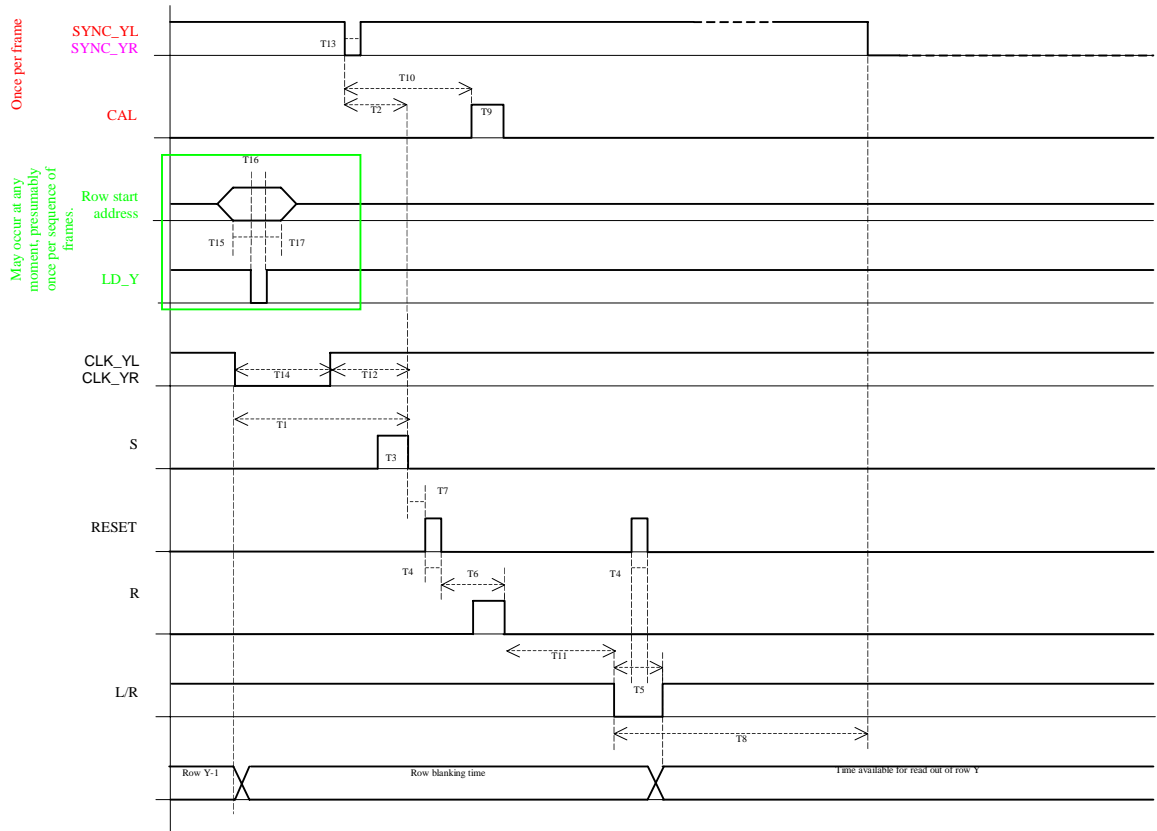 Once per frame
SYNC_YL
SYNC_YR
T13
T10
T2
CAL
T9
May occur at any
moment, presumably
once per sequence of
frames.
T16
Row start
address
T15
T17
LD_Y
CLK_YL
CLK_YR
T14
T12
T1
S
T3
T7
RESET
T4
T6
T4
R
T11
L/R
T5
T8
Row Y-1
Row blanking time
Time available for read out of row Y